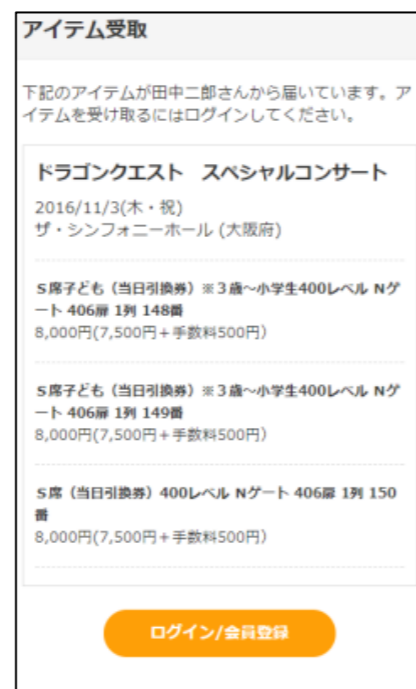 アイテム受取
下記のアイテムが田中二郎さんから届いています。ア
イテムを受け取るにはログインしてください。
ドラゴンクエスト　スペシャルコンサート
2016/11/3(木・祝)
ザ・シンフォニーホール (大阪府)
S席子ども（当日引換券）※３歳～小学生400レベル Nゲ
ート 406扉 1列 148番
8,000円(7,500円＋手数料500円)
S席子ども（当日引換券）※３歳～小学生400レベル Nゲ
ート 406扉 1列 149番
8,000円(7,500円＋手数料500円)
S席（当日引換券）400レベル Nゲート 406扉 1列 150
番
8,000円(7,500円＋手数料500円)
ログイン/会員登録